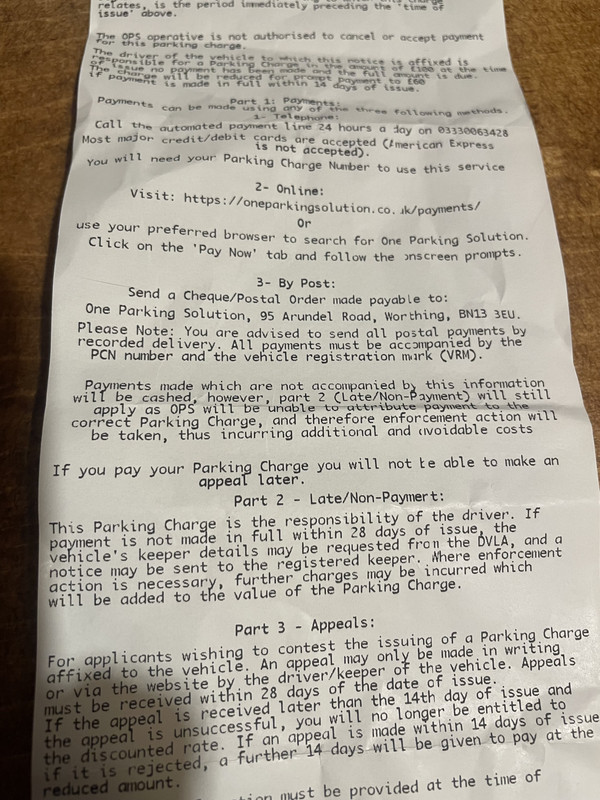 relates, is the period immediately preceding the 'time of
issue' above.
The OPS operative is not authorised to cancel or accept payment
for this parking charge.
The driver of the vehicle to which this notice is affixed is
responsible for a Parking Charge in the amount of £100 at the time
of issue no payment has been made and the full amount is due.
The charge will be reduced for prompt payment to £60
if payment is made in full within 14 days of issue.
Part 1: Payments:
Payments can be made using any of the three following methods.
1- Telephone:
Call the automated payment line 24 hours a day on 03330063428
Most major credit/debit cards are accepted (American Express
is not accepted).
You will need your Parking Charge Number to use this service
2- Online:
Visit: https://oneparkingsolution.co.uk/payments/
Or
use your preferred browser to search for One Parking Solution.
Click on the 'Pay Now' tab and follow the onscreen prompts.
3- By Post:
Send a Cheque/Postal Order made payable to:
One Parking Solution, 95 Arundel Road, Worthing, BN13 3EU.
Please Note: You are advised to send all postal payments by
recorded delivery. All payments must be accompanied by the
PCN number and the vehicle registration mark (VRM).
Payments made which are not accompanied by this information
will be cashed, however, part 2 (Late/Non-Payment) will still
apply as OPS will be unable to attribute payment to the
correct Parking Charge, and therefore enforcement action will
be taken, thus incurring additional and avoidable costs
If you pay your Parking Charge you will not be able to make an
appeal later.
Part 2 - Late/Non-Payment:
This Parking Charge is the responsibility of the driver. If
payment is not made in full within 28 days of issue, the
vehicle's keeper details may be requested from the DVLA, and a
notice may be sent to the registered keeper. Where enforcement
action is necessary, further charges may be incurred which
will be added to the value of the Parking Charge.
Part 3 - Appeals:
For applicants wishing to contest the issuing of a Parking Charge
affixed to the vehicle. An appeal may only be made in writing
or via the website by the driver/keeper of the vehicle. Appeals
must be received within 28 days of the date of issue.
If the appeal is received later than the 14th day of issue and
the appeal is unsuccessful, you will no longer be entitled to
the discounted rate. If an appeal is made within 14 days of issue
if it is rejected, a further 14 days will be given to pay at the
reduced amount.
must be provided at the time of